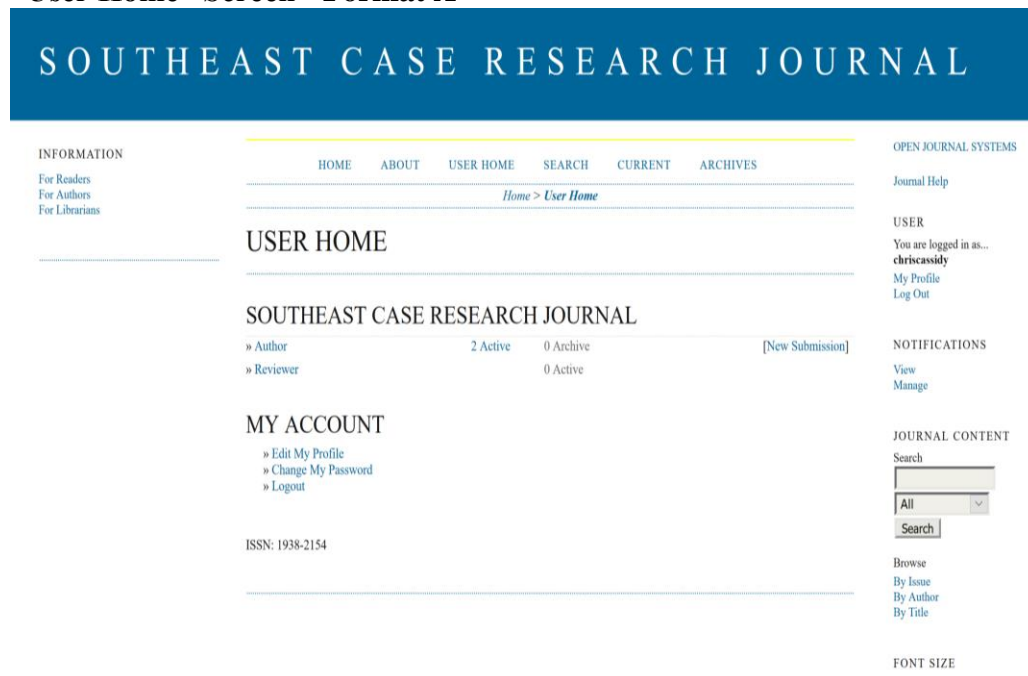 "User Home" Screen - Format A
SOUTHEAST CASE RESEARCH JOURNAL
INFORMATION
For Readers
For Authors
For Librarians
HOME ABOUT USER HOME SEARCH CURRENT ARCHIVES
Home > User Home
USER HOME
SOUTHEAST CASE RESEARCH JOURNAL
» Author 2 Active 0 Archive [New Submission]
» Reviewer 0 Active
MY ACCOUNT
» Edit My Profile
» Change My Password
» Logout
ISSN: 1938-2154
OPEN JOURNAL SYSTEMS
Journal Help
USER
You are logged in as...
chriscassidy
My Profile
Log Out
NOTIFICATIONS
View
Manage
JOURNAL CONTENT
Search
All
Search
Browse
By Issue
By Author
By Title
FONT SIZE